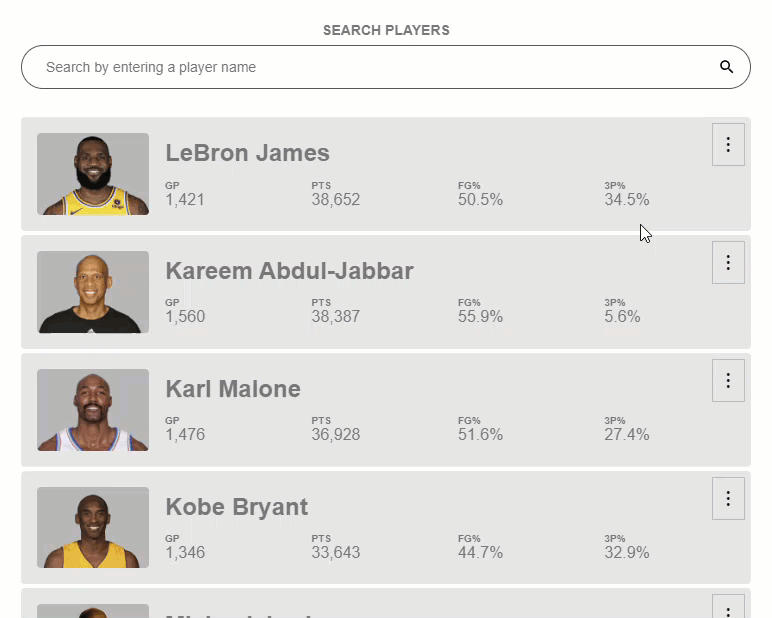 SEARCH PLAYERS
Search by entering a player name
LeBron James
GP PTS FG% 3P%
1,421 38,652 50.5% 34.5%
Kareem Abdul-Jabbar
GP PTS FG% 3P%
1,560 38,387 55.9% 5.6%
Karl Malone
GP PTS FG% 3P%
1,476 36,928 51.6% 27.4%
Kobe Bryant
GP PTS FG% 3P%
1,346 33,643 44.7% 32.9%